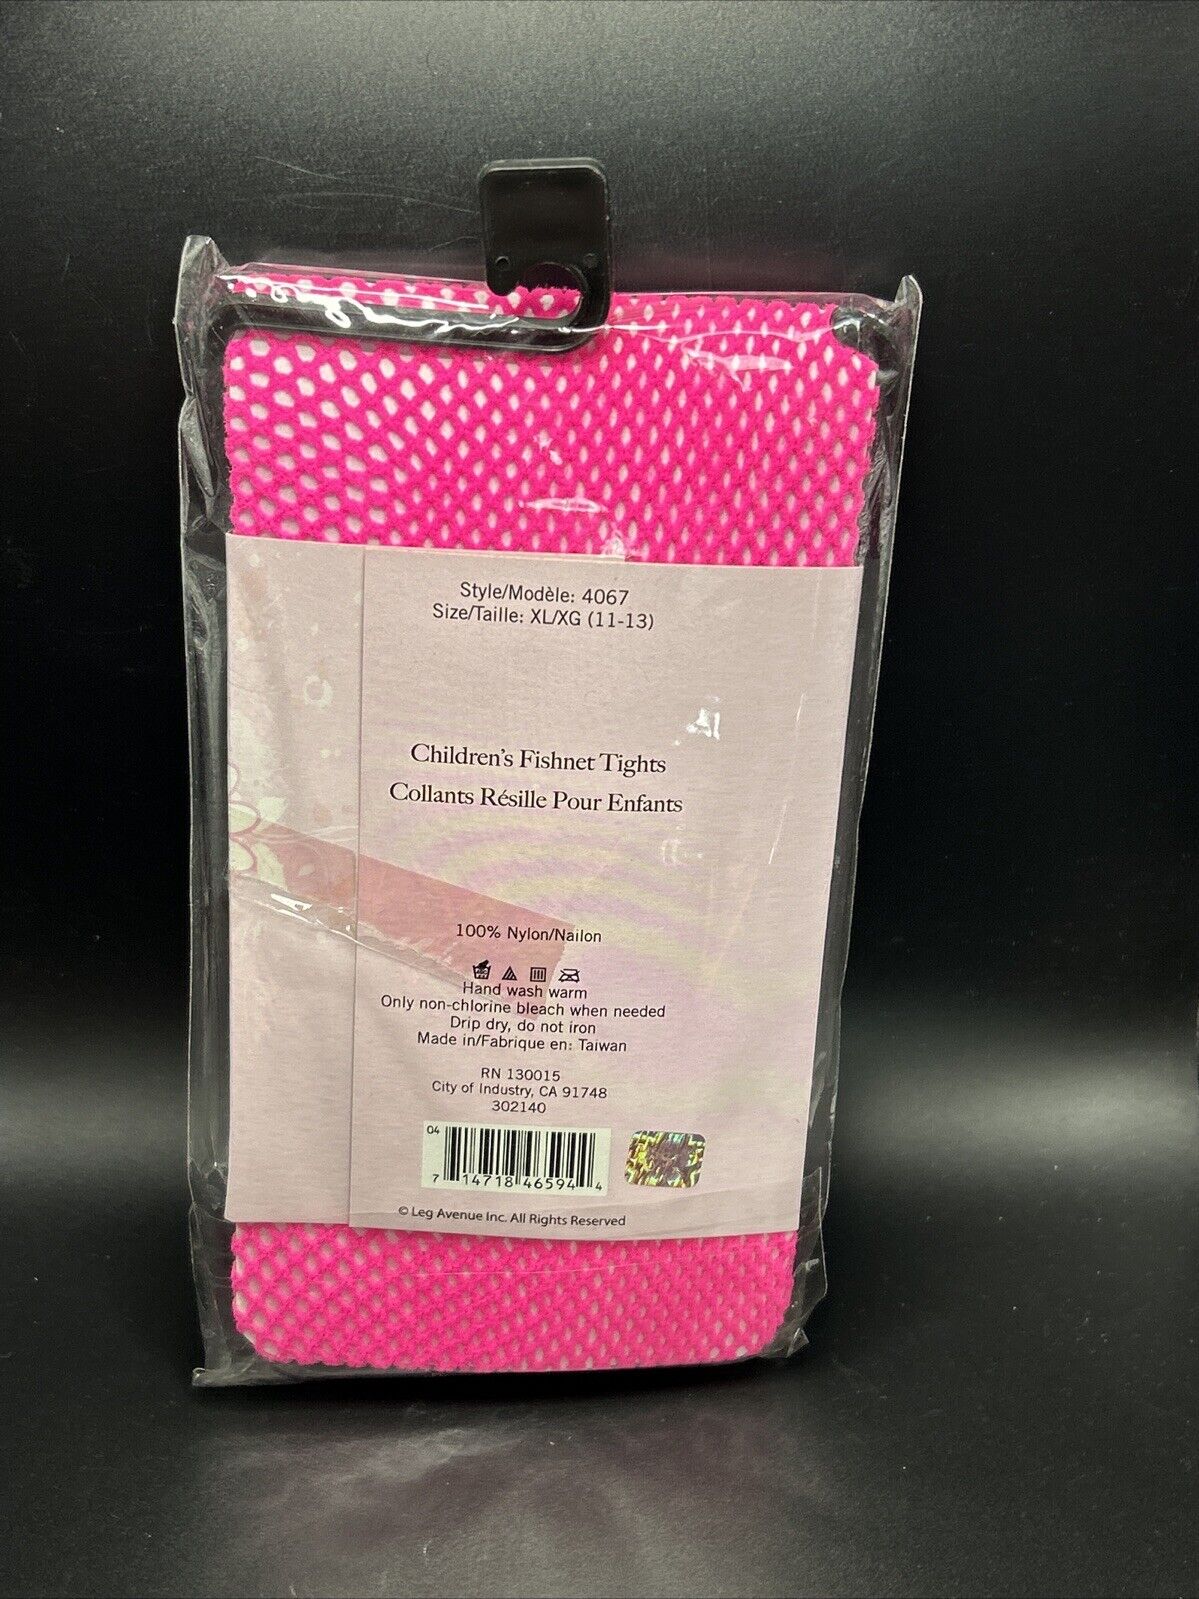 Style/Modèle: 4067
Size/Taille: XL/XG (11-13)
Children's Fishnet Tights
Collants Résille Pour Enfants
100% Nylon/Nailon
Hand wash warm
Only non-chlorine bleach when needed
Drip dry, do not iron
Made in/Fabrique en: Taiwan
RN 130015
City of Industry, CA 91748
302140
04
7 14718 46594 4
© Leg Avenue Inc. All Rights Reserved